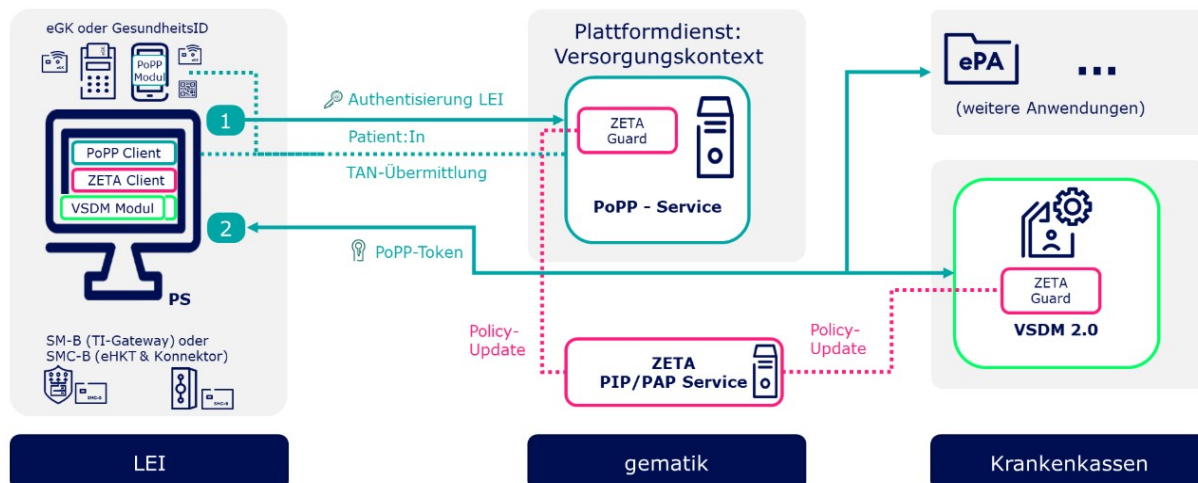 eGK oder GesundheitsID
PoPP
Modul
PoPP Client
ZETA Client
VSDM Modul
PS
SM-B (TI-Gateway) oder
SMC-B (eHKT & Konnektor)
SMC-B
SMC-B
LEI
1
Authentisierung LEI
Patient:In
TAN-Übermittlung
2
PoPP-Token
Plattformdienst:
Versorgungskontext
ZETA
Guard
PoPP - Service
Policy-
Update
ZETA
PIP/PAP Service
Policy-
Update
gematik
ePA
...
(weitere Anwendungen)
ZETA
Guard
VSDM 2.0
Krankenkassen